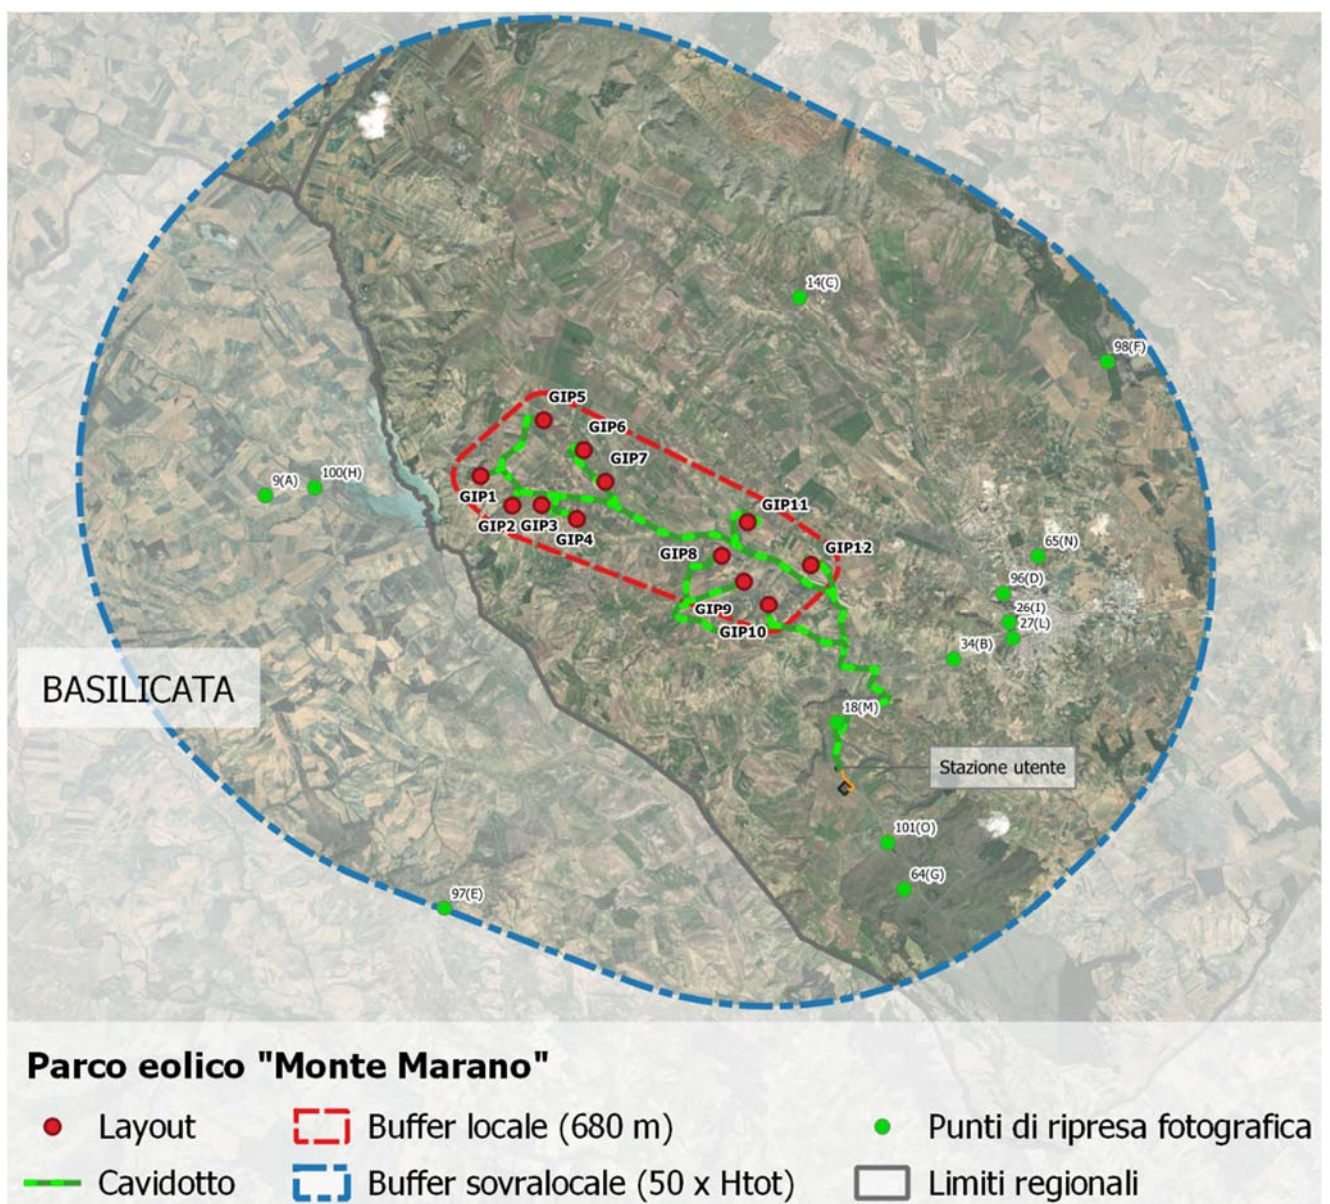 14(C)
98(F)
GIP5
GIP6
GIP7
9(A)
100(H)
GIP1
GIP2
GIP3
GIP4
GIP11
GIP8
GIP12
65(N)
96(D)
26(I)
27(L)
GIP9
GIP10
34(B)
BASILICATA
18(M)
Stazione utente
101(O)
64(G)
97(E)
Parco eolico "Monte Marano"
Layout
Buffer locale (680 m)
Punti di ripresa fotografica
Cavidotto
Buffer sovralocale (50 x Htot)
Limiti regionali